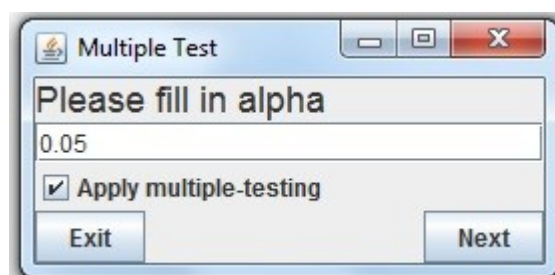 Multiple Test
Please fill in alpha
0.05
Apply multiple-testing
Exit Next